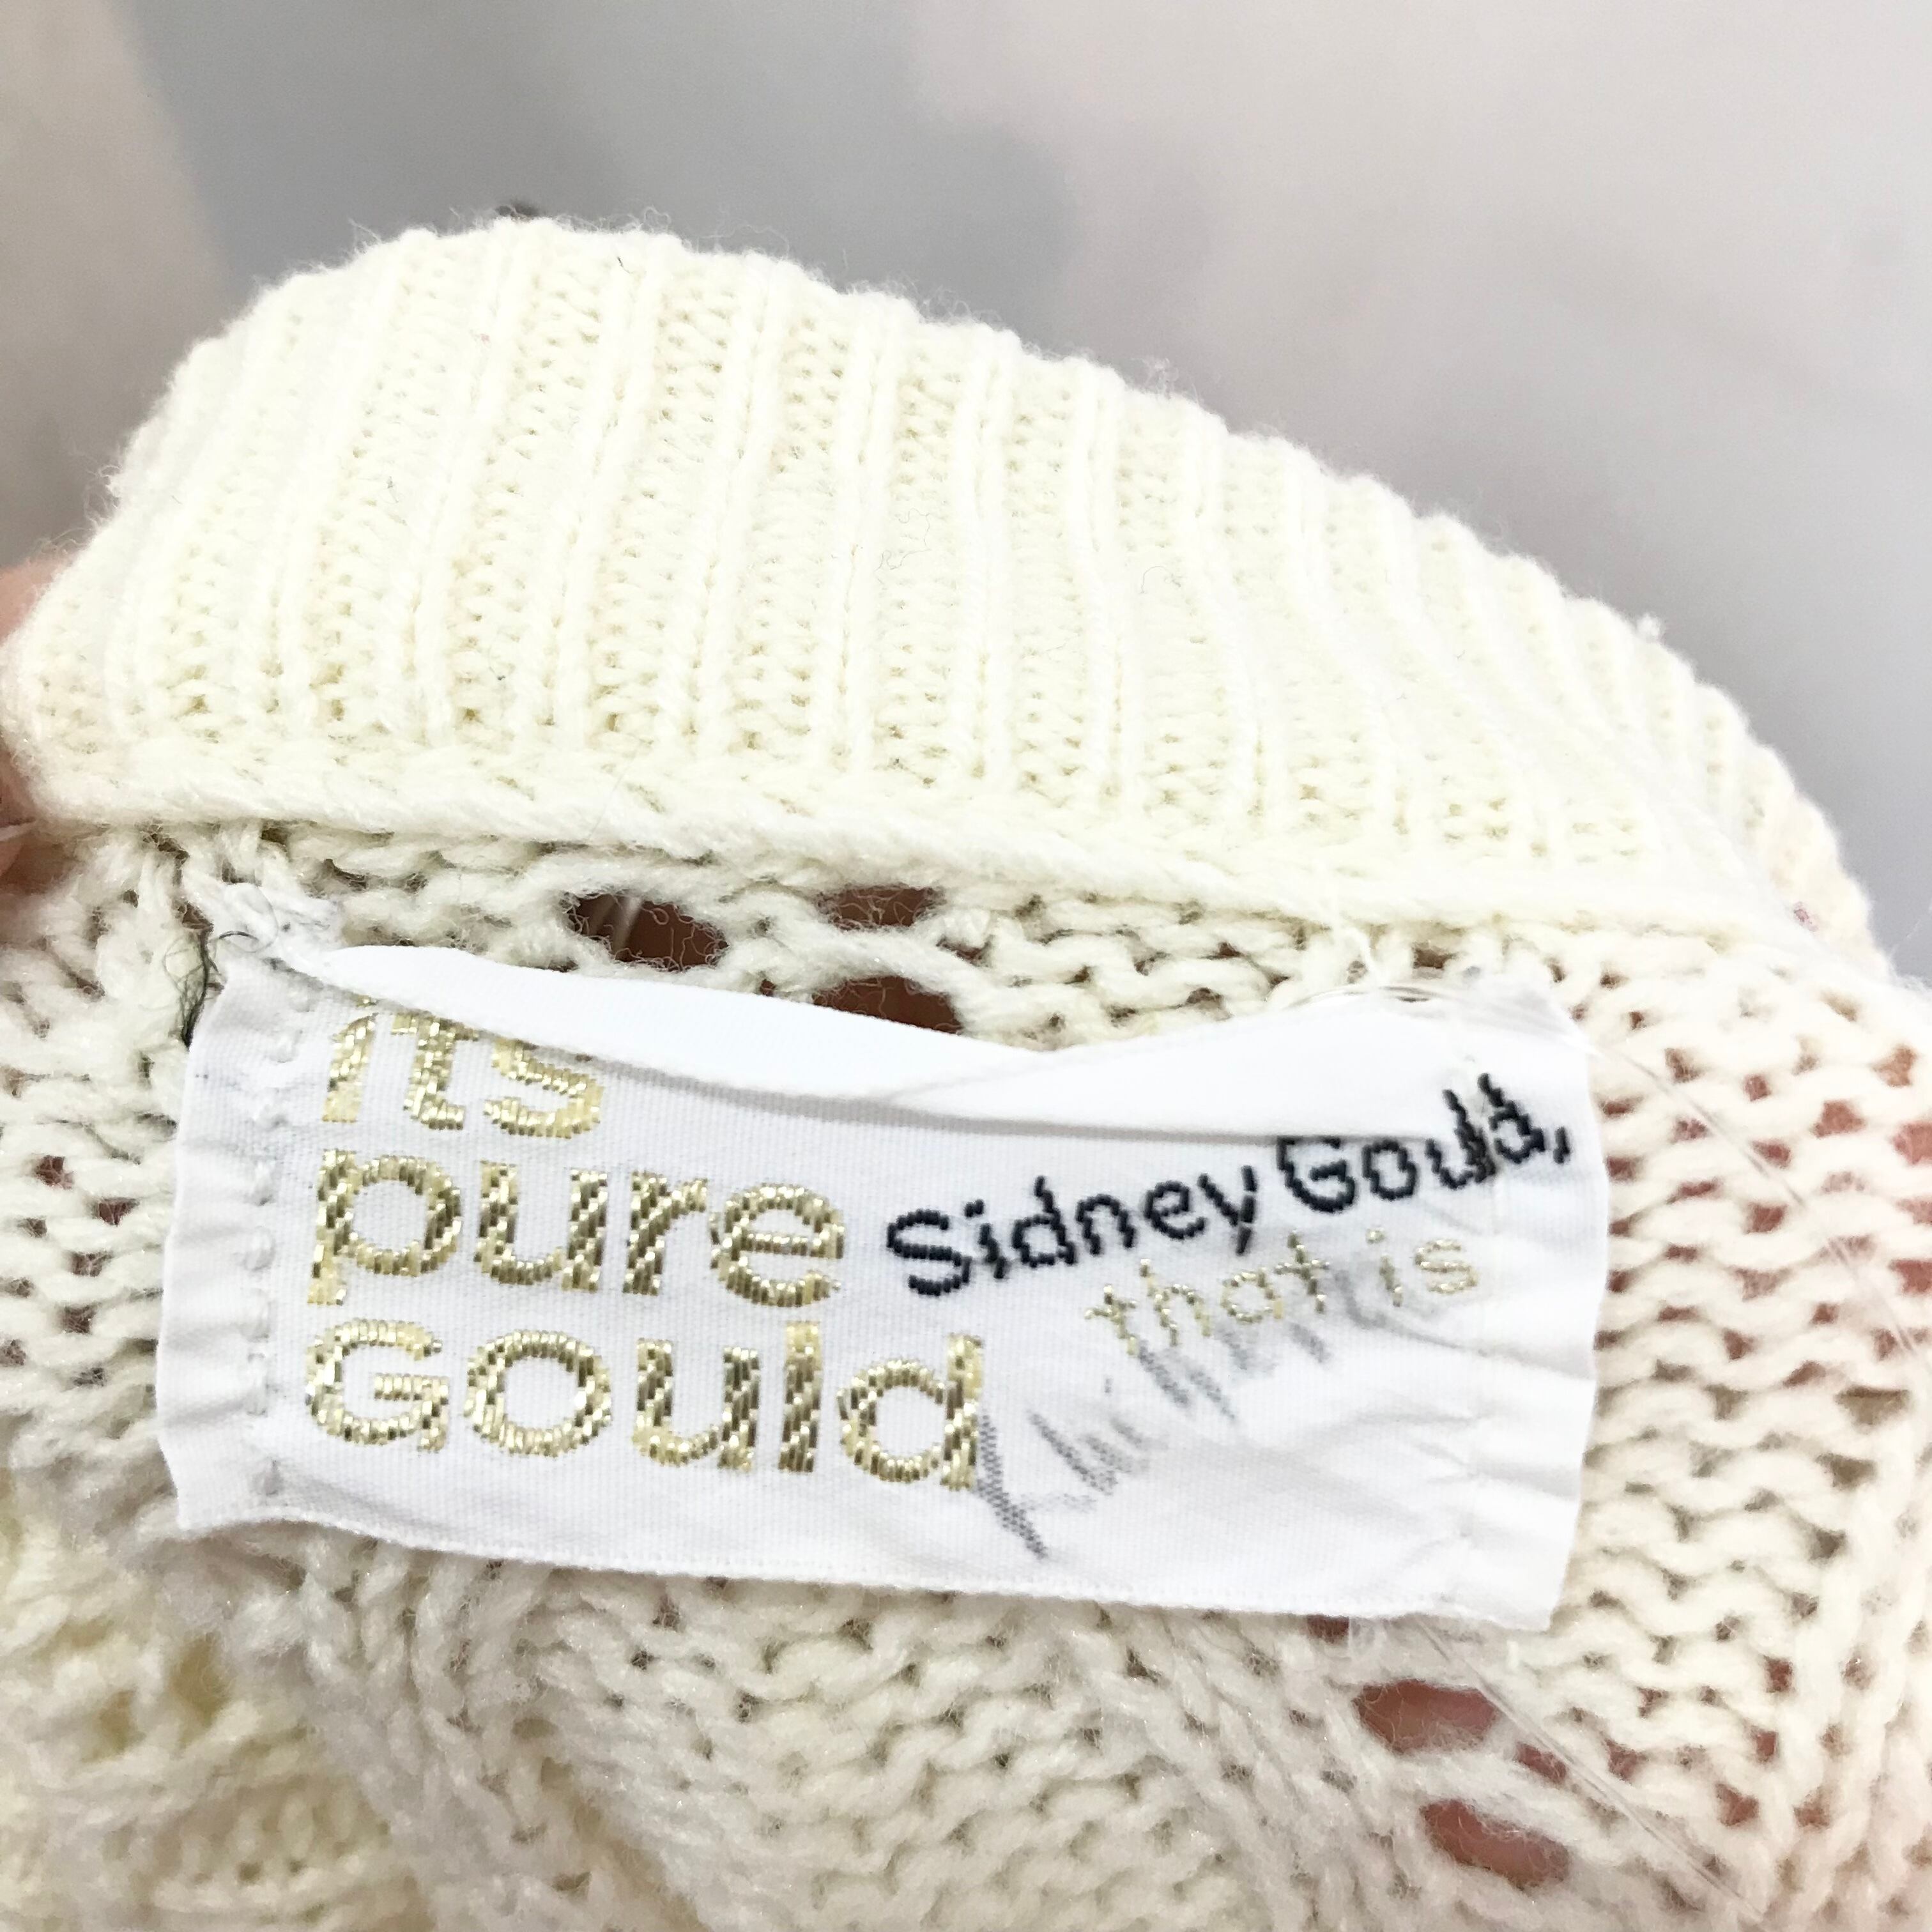 its
pure
Gould
Sidney Gould,
that is